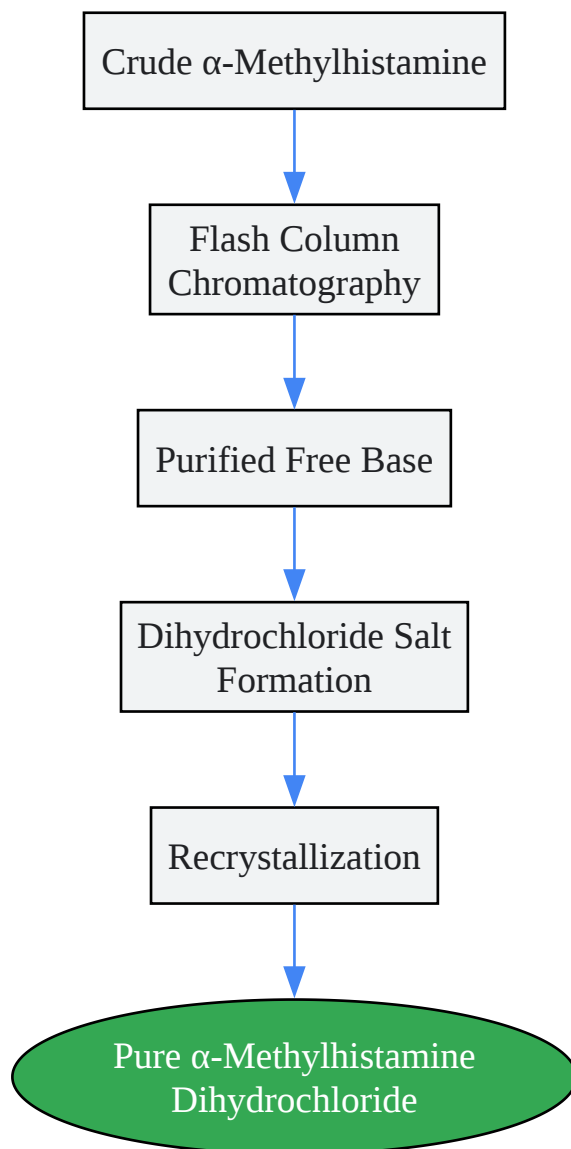 Crude α-Methylhistamine
Flash Column
Chromatography
Purified Free Base
Dihydrochloride Salt
Formation
Recrystallization
Pure α-Methylhistamine
Dihydrochloride